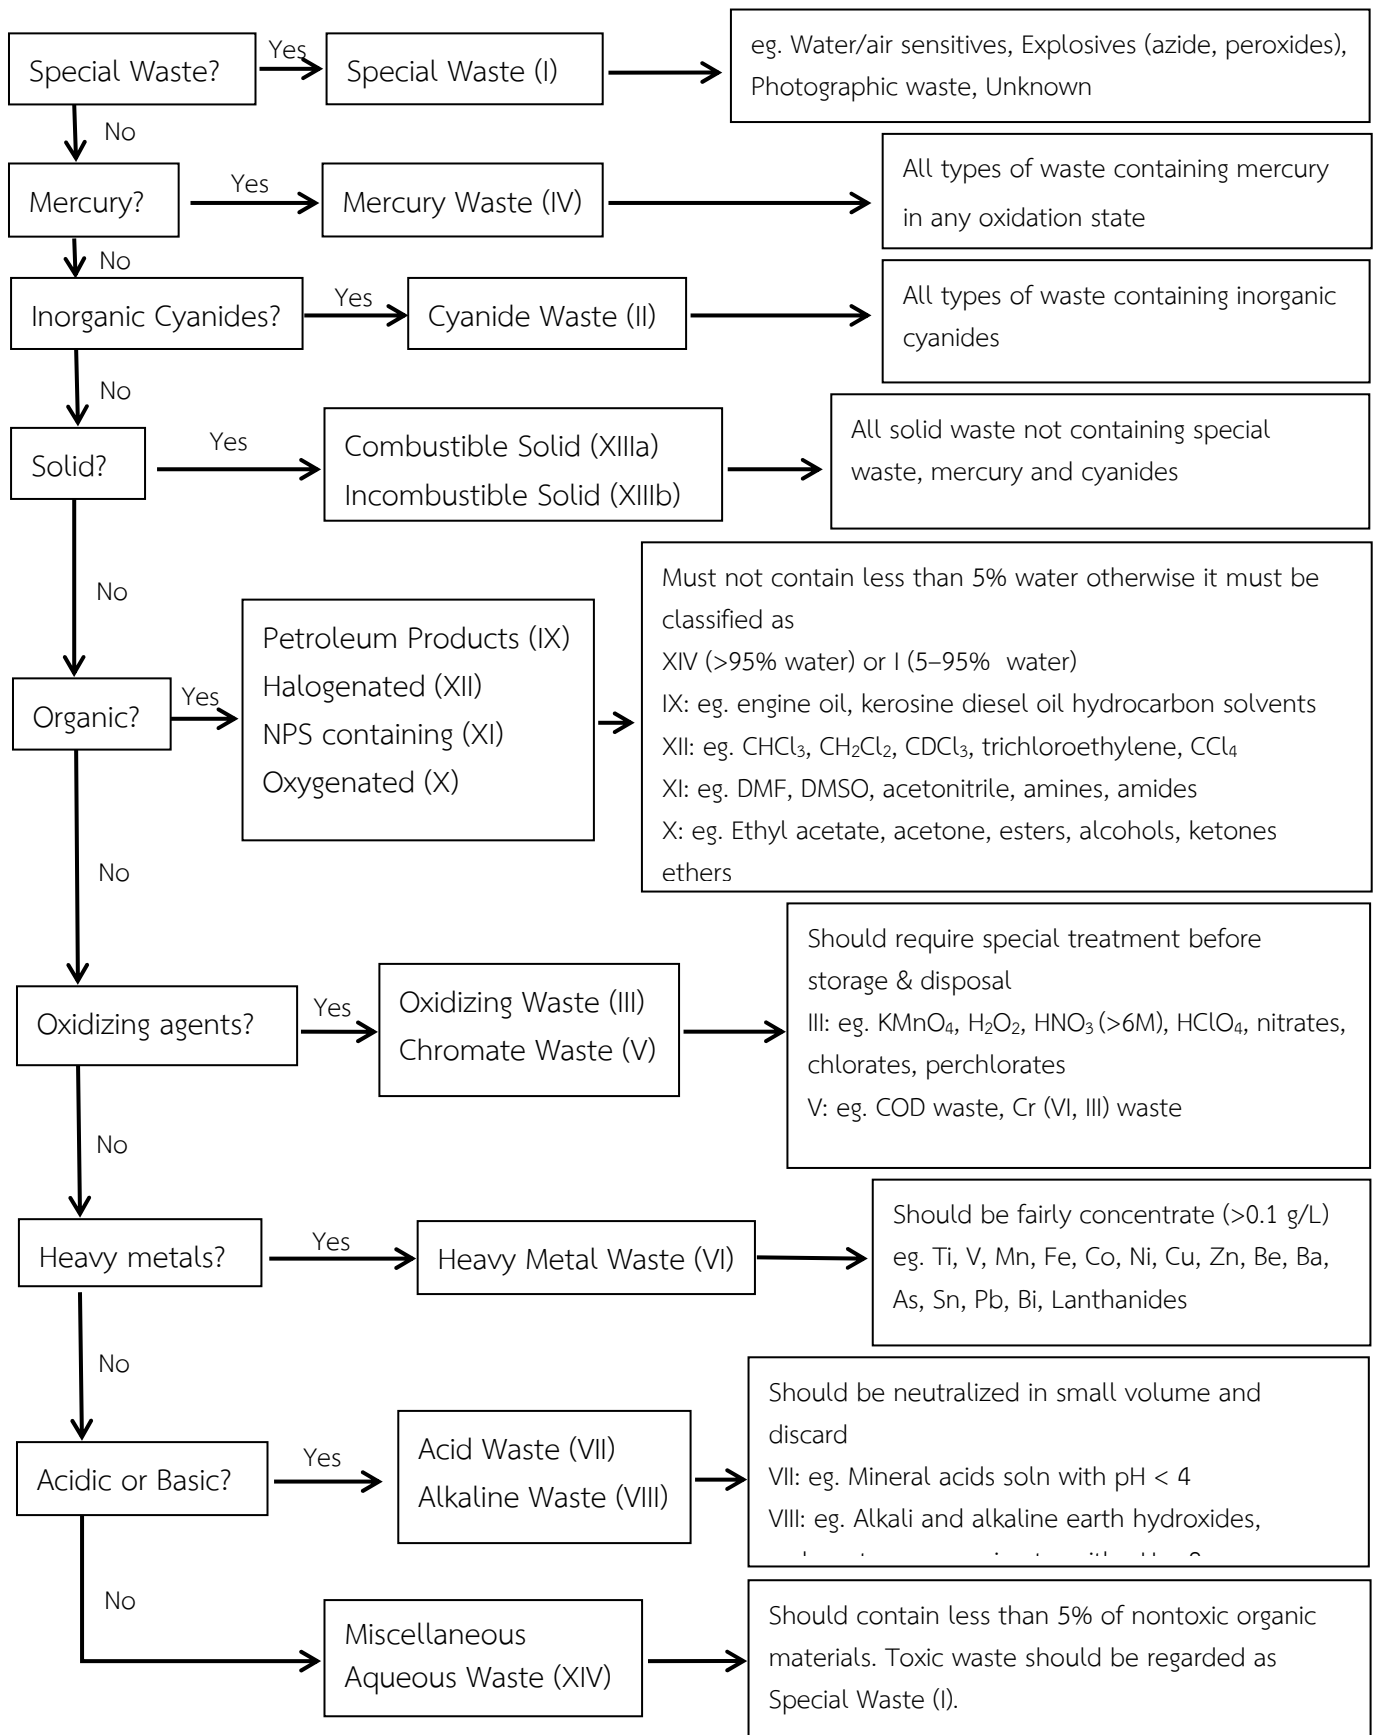 Special Waste?
Yes
Special Waste (I)
eg. Water/air sensitives, Explosives (azide, peroxides),
Photographic waste, Unknown
No
Mercury?
Yes
Mercury Waste (IV)
All types of waste containing mercury
in any oxidation state
No
Inorganic Cyanides?
Yes
Cyanide Waste (II)
All types of waste containing inorganic
cyanides
No
Solid?
Yes
Combustible Solid (XIIIa)
Incombustible Solid (XIIIb)
All solid waste not containing special
waste, mercury and cyanides
No
Organic?
Yes
Petroleum Products (IX)
Halogenated (XII)
NPS containing (XI)
Oxygenated (X)
Must not contain less than 5% water otherwise it must be
classified as
XIV (>95% water) or I (5–95% water)
IX: eg. engine oil, kerosine diesel oil hydrocarbon solvents
XII: eg. CHCl₃, CH₂Cl₂, CDCl₃, trichloroethylene, CCl₄
XI: eg. DMF, DMSO, acetonitrile, amines, amides
X: eg. Ethyl acetate, acetone, esters, alcohols, ketones
ethers
No
Oxidizing agents?
Yes
Oxidizing Waste (III)
Chromate Waste (V)
Should require special treatment before
storage & disposal
III: eg. KMnO₄, H₂O₂, HNO₃ (>6M), HClO₄, nitrates,
chlorates, perchlorates
V: eg. COD waste, Cr (VI, III) waste
No
Heavy metals?
Yes
Heavy Metal Waste (VI)
Should be fairly concentrate (>0.1 g/L)
eg. Ti, V, Mn, Fe, Co, Ni, Cu, Zn, Be, Ba,
As, Sn, Pb, Bi, Lanthanides
No
Acidic or Basic?
Yes
Acid Waste (VII)
Alkaline Waste (VIII)
Should be neutralized in small volume and
discard
VII: eg. Mineral acids soln with pH < 4
VIII: eg. Alkali and alkaline earth hydroxides,
No
Miscellaneous
Aqueous Waste (XIV)
Should contain less than 5% of nontoxic organic
materials. Toxic waste should be regarded as
Special Waste (I).